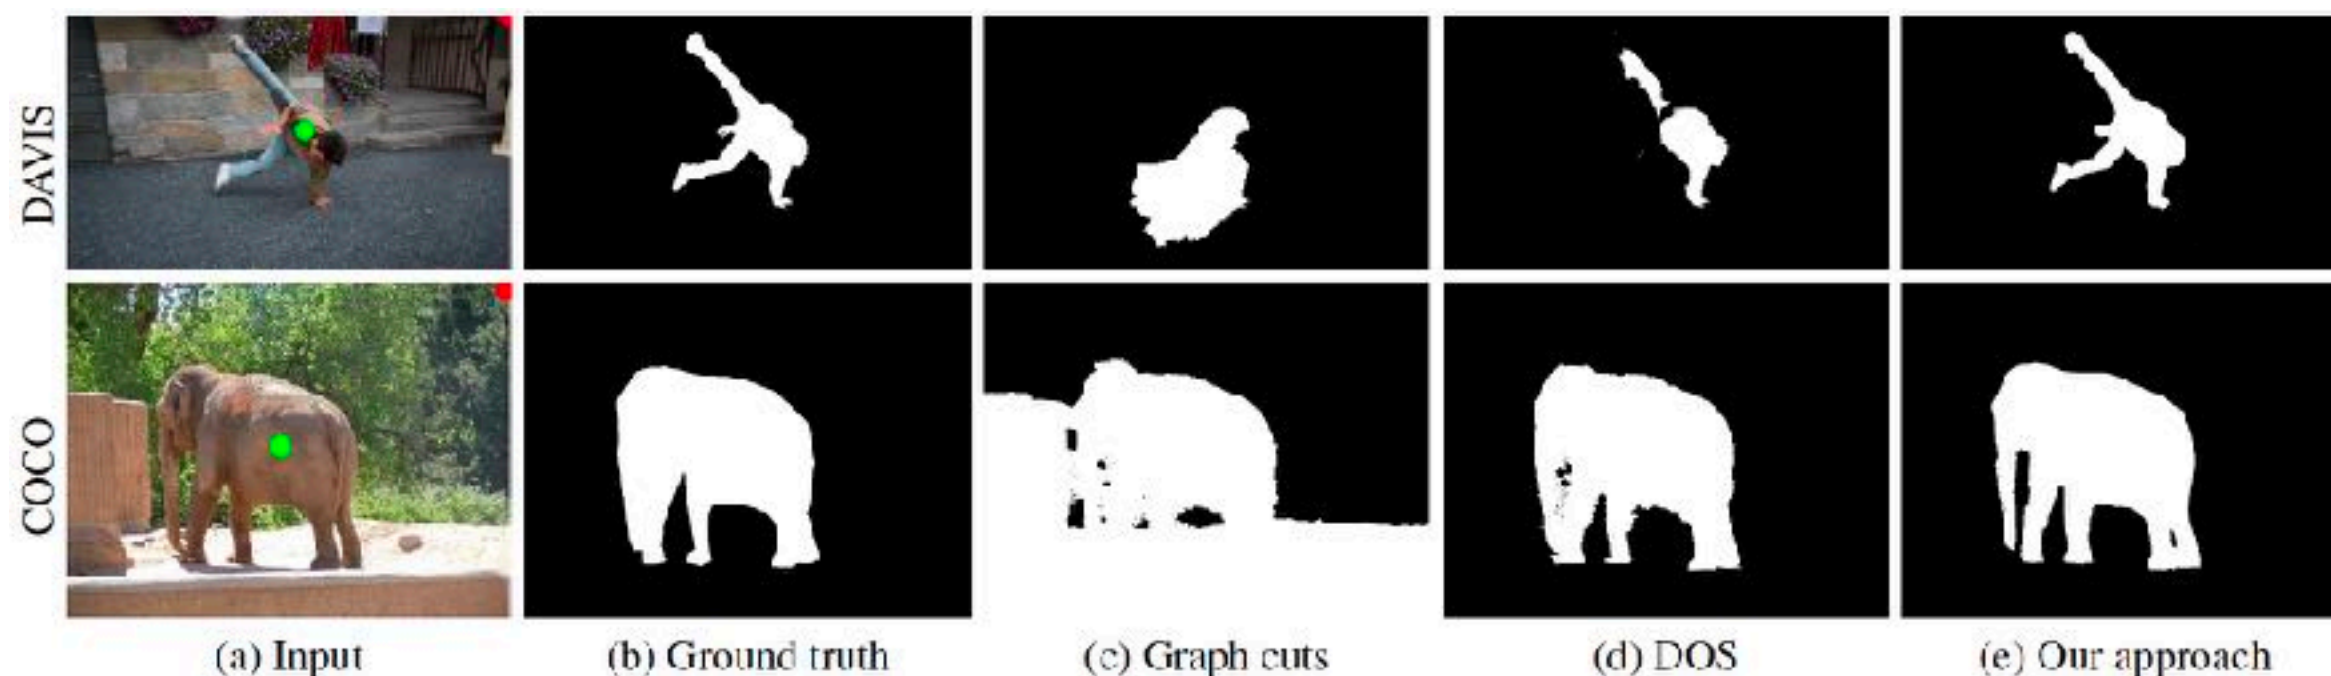 DAVIS
COCO
(a) Input
(b) Ground truth
(c) Graph cuts
(d) DOS
(e) Our approach